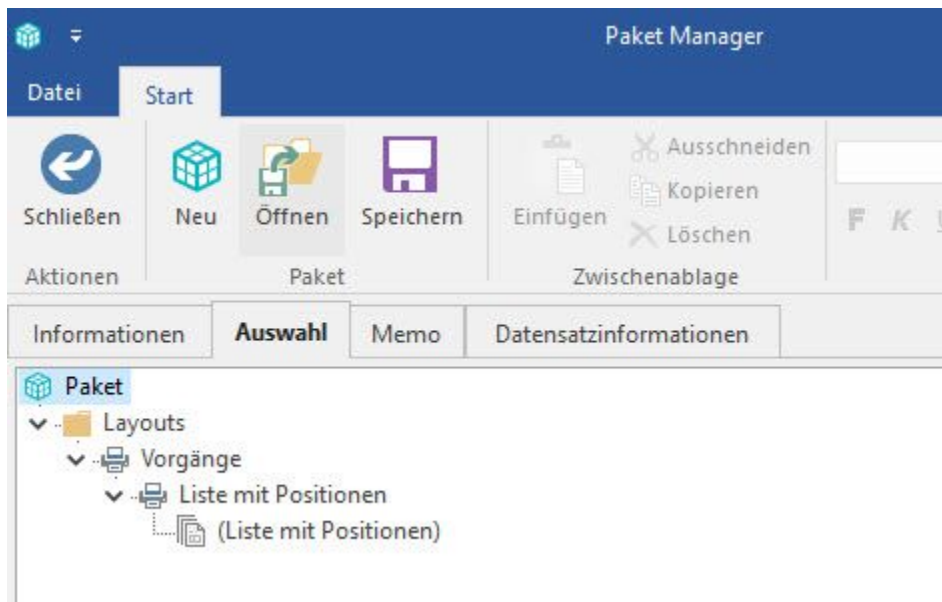 Paket Manager
Datei Start
Ausschneiden
Kopieren
Schließen Neu Öffnen Speichern Einfügen Löschen
F K
Aktionen Paket Zwischenablage
Informationen Auswahl Memo Datensatzinformationen
Paket
Layouts
Vorgänge
Liste mit Positionen
(Liste mit Positionen)